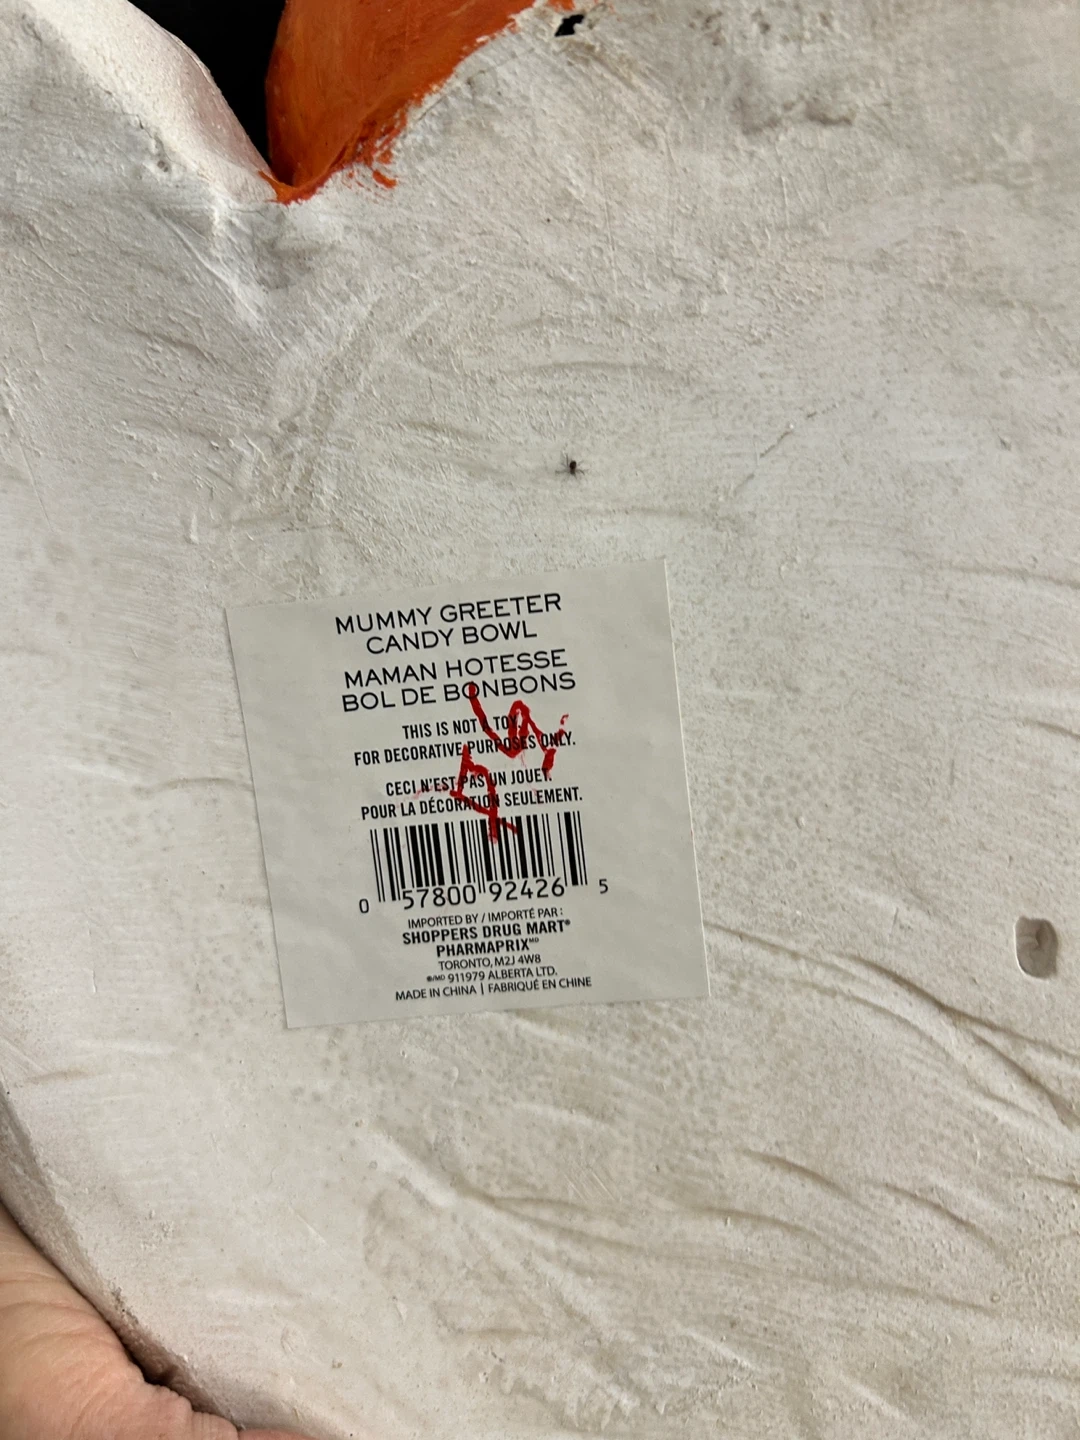 MUMMY GREETER
CANDY BOWL
MAMAN HOTESSE
BOL DE BONBONS
THIS IS NOT A TOY.
FOR DECORATIVE PURPOSES ONLY.
CECI N'EST PAS UN JOUET.
POUR LA DÉCORATION SEULEMENT.
0 57800 92426 5
IMPORTED BY / IMPORTÉ PAR :
SHOPPERS DRUG MART®
PHARMAPRIX MD
TORONTO, M2J 4W8
®/MD 911979 ALBERTA LTD.
MADE IN CHINA | FABRIQUÉ EN CHINE